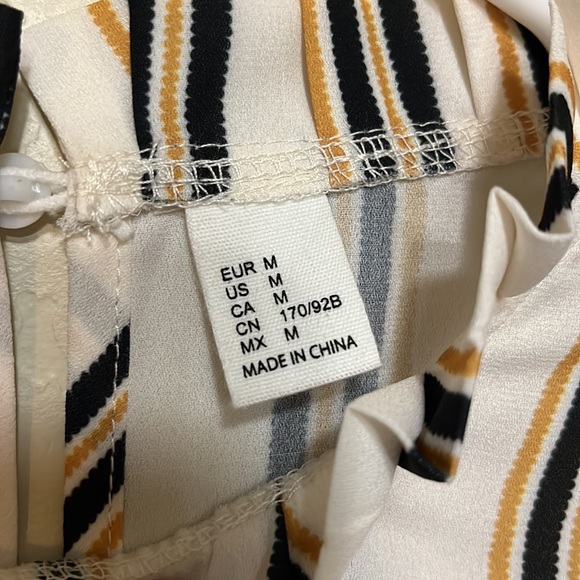 EUR M
US M
CA M
CN 170/92B
MX M
MADE IN CHINA